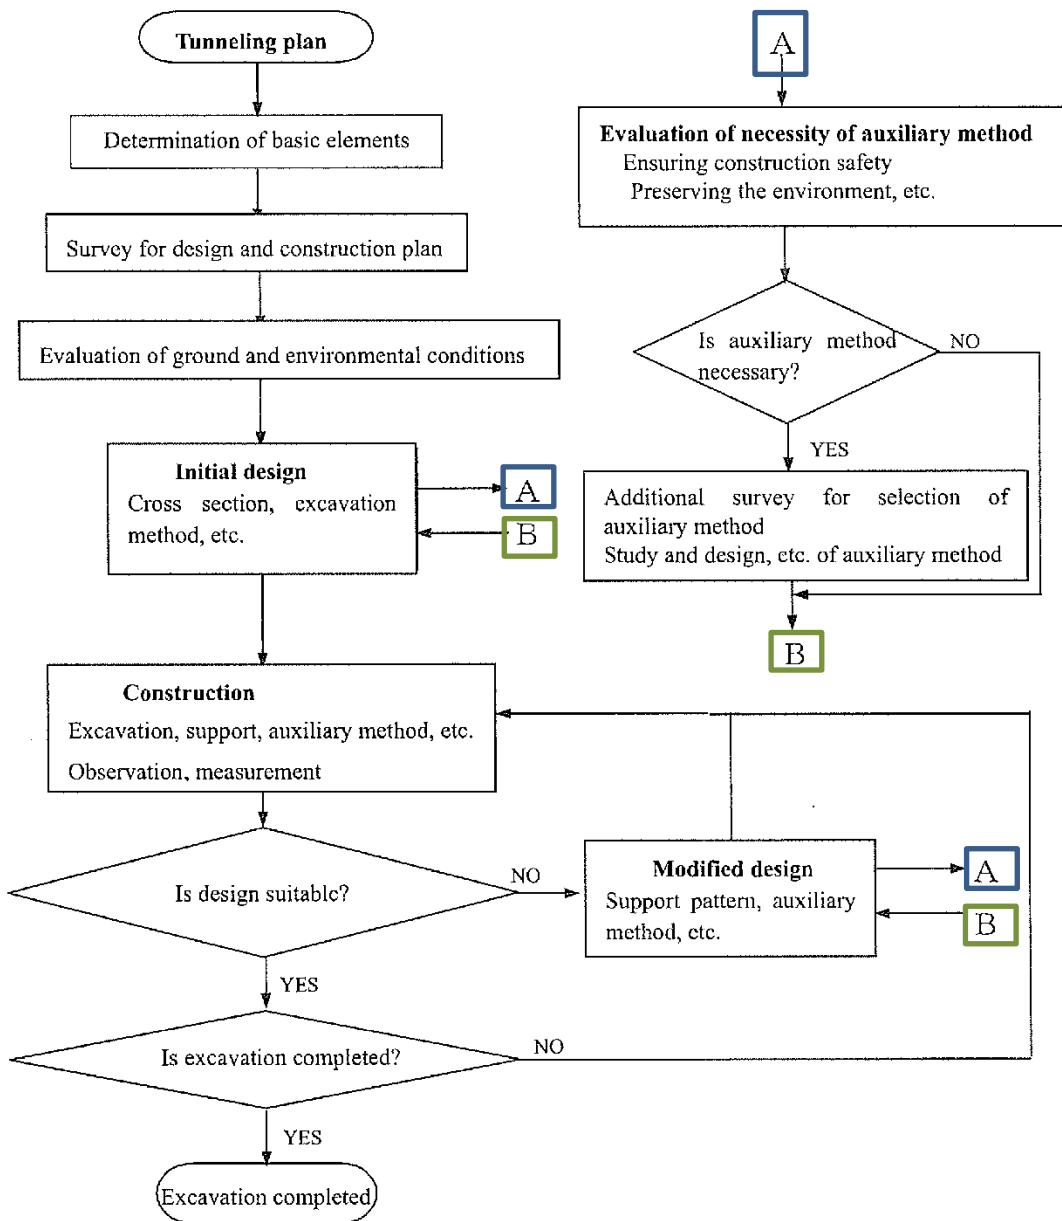 Tunneling plan
Determination of basic elements
Survey for design and construction plan
Evaluation of ground and environmental conditions
Initial design
Cross section, excavation
method, etc.
A
B
Construction
Excavation, support, auxiliary method, etc.
Observation, measurement
Is design suitable?
NO
Modified design
Support pattern, auxiliary
method, etc.
A
B
YES
Is excavation completed?
NO
YES
Excavation completed
A
Evaluation of necessity of auxiliary method
Ensuring construction safety
Preserving the environment, etc.
Is auxiliary method
necessary?
NO
YES
Additional survey for selection of
auxiliary method
Study and design, etc. of auxiliary method
B